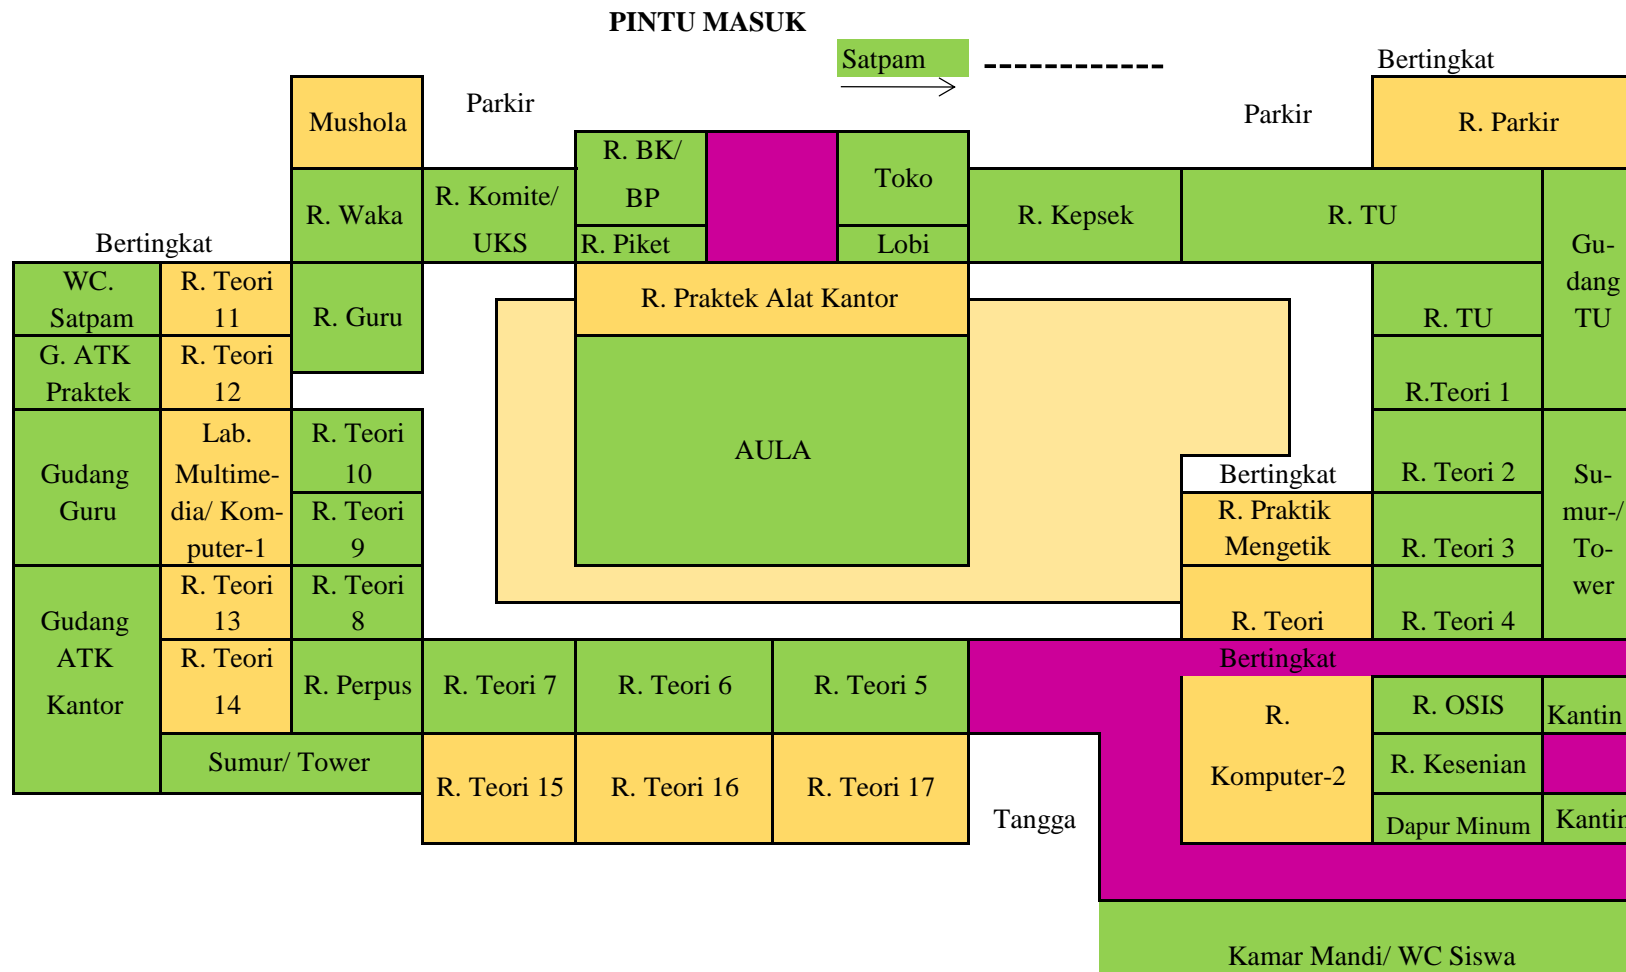 PINTU MASUK
Satpam
Bertingkat
Parkir
Parkir
Mushola
R. Parkir
R. BK/
BP
Toko
R. Waka
R. Komite/
UKS
R. Piket
Lobi
R. Kepsek
R. TU
Gu-
dang
TU
Bertingkat
WC.
Satpam
R. Teori
11
R. Guru
R. Praktek Alat Kantor
R. TU
G. ATK
Praktek
R. Teori
12
R.Teori 1
Gudang
Guru
Lab.
Multime-
dia/ Kom-
puter-1
R. Teori
10
R. Teori
9
AULA
Bertingkat
R. Teori 2
Su-
mur-/
To-
wer
R. Praktik
Mengetik
R. Teori 3
Gudang
ATK
Kantor
R. Teori
13
R. Teori
8
R. Teori
R. Teori 4
R. Teori
14
R. Perpus
R. Teori 7
R. Teori 6
R. Teori 5
Bertingkat
R.
Komputer-2
R. OSIS
Kantin
Sumur/ Tower
R. Teori 15
R. Teori 16
R. Teori 17
Tangga
R. Kesenian
Dapur Minum
Kantin
Kamar Mandi/ WC Siswa